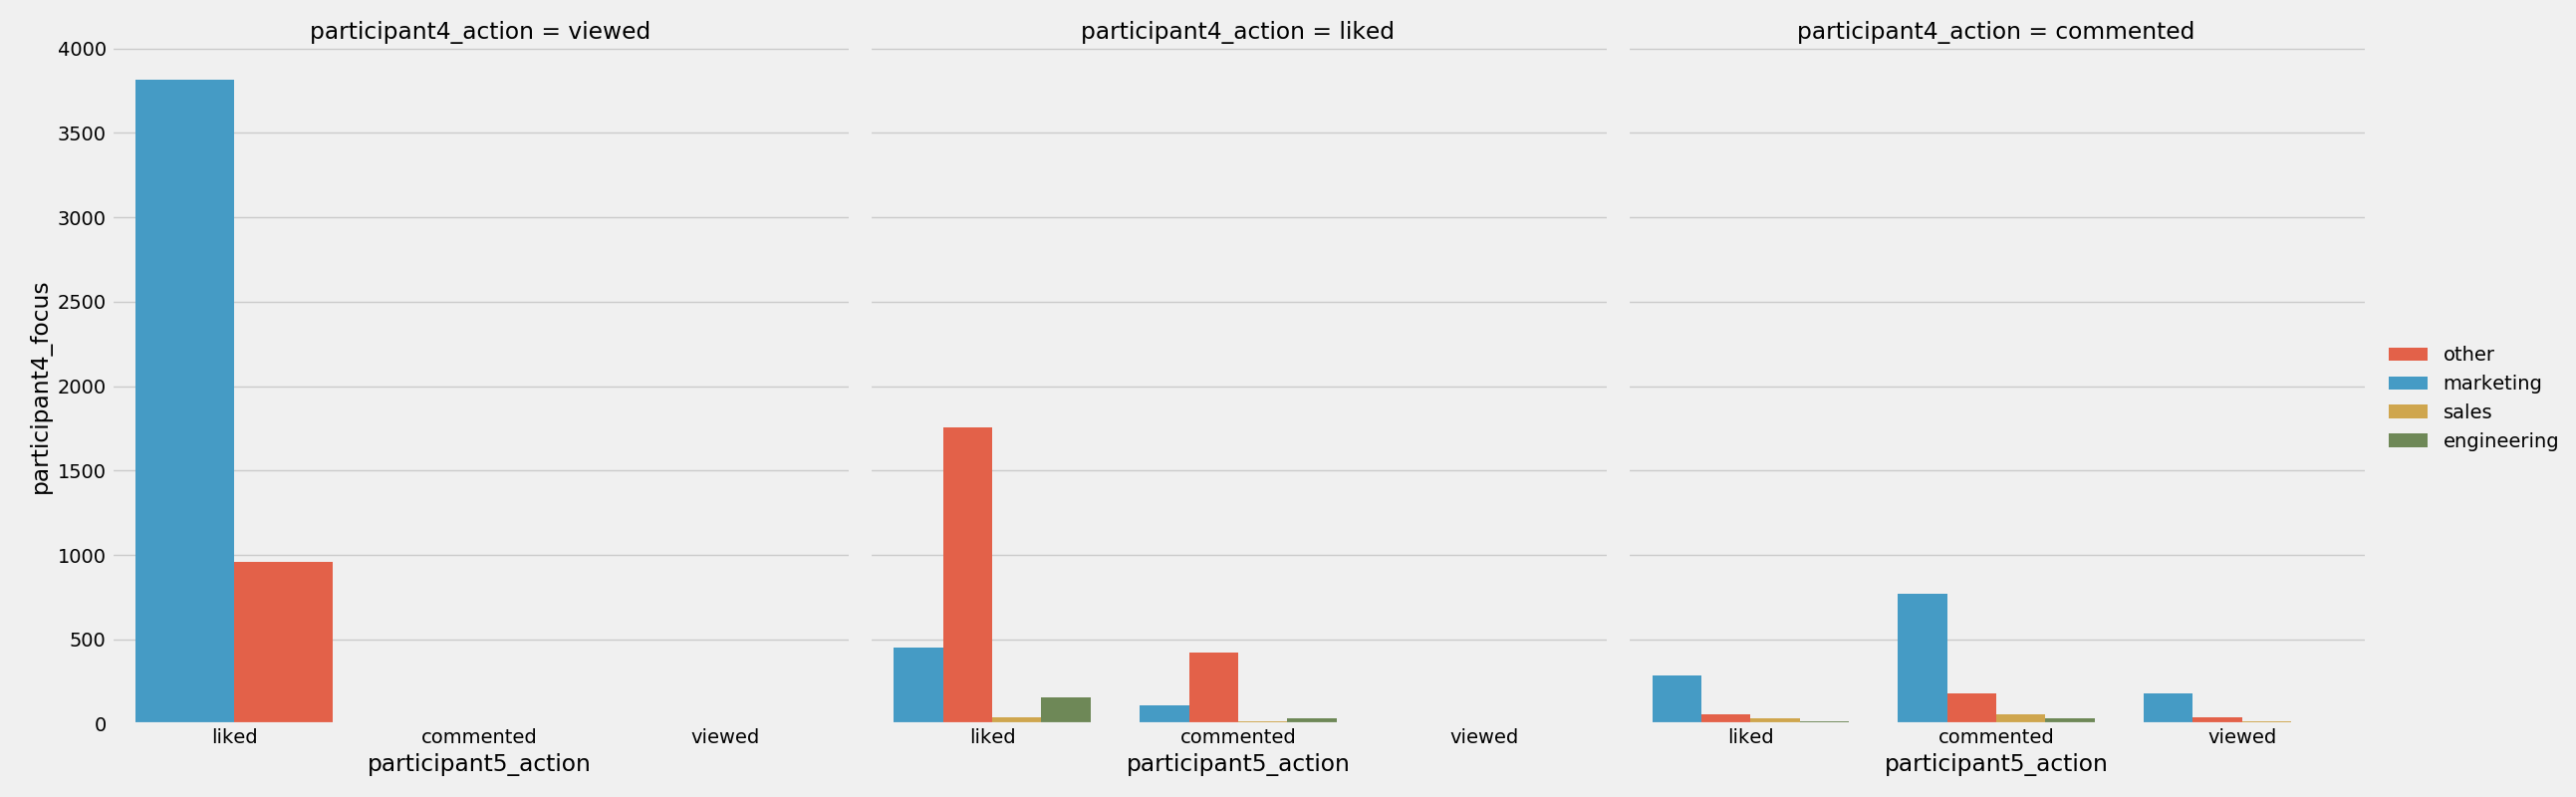 participant4_action = viewed
participant4_action = liked
participant4_action = commented
4000
3500
3000
2500
2000
1500
1000
500
0
participant4_focus
liked
commented
viewed
participant5_action
liked
commented
viewed
participant5_action
liked
commented
viewed
participant5_action
other
marketing
sales
engineering